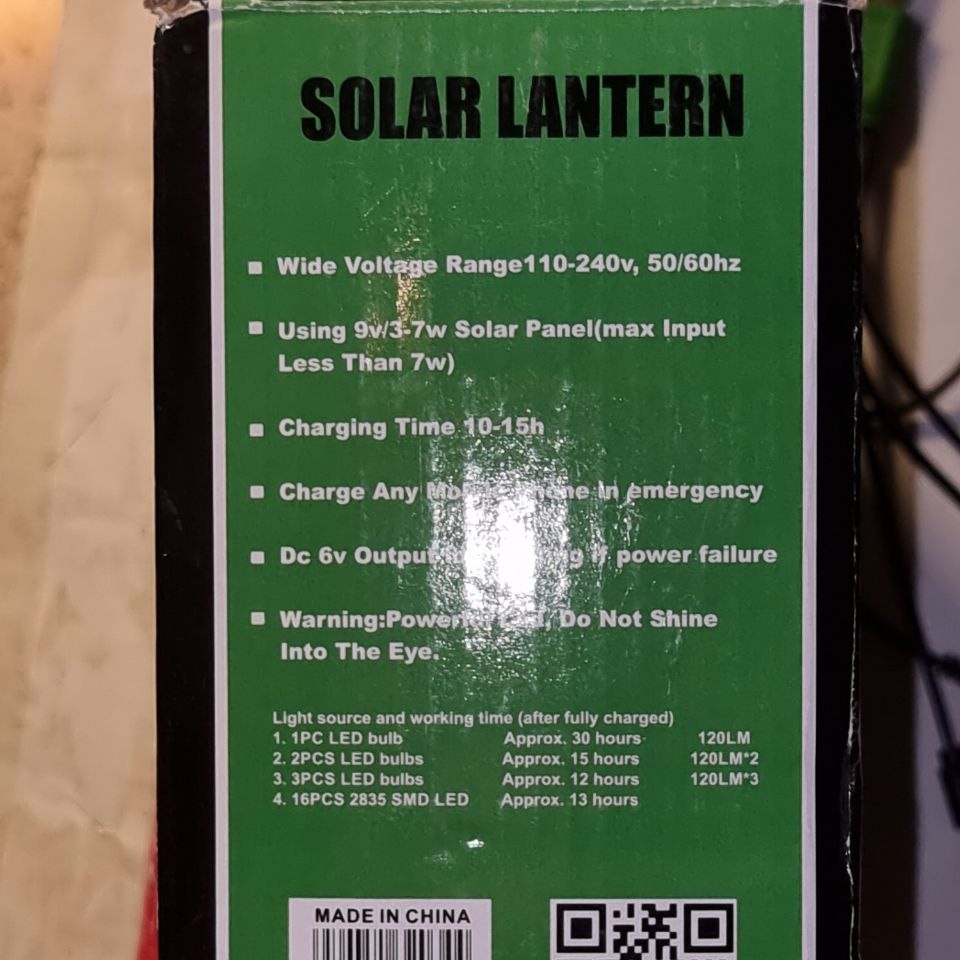 SOLAR LANTERN
Wide Voltage Range110-240v, 50/60hz
Using 9v/3-7w Solar Panel(max Input
Less Than 7w)
Charging Time 10-15h
Charge Any in emergency
Dc 6v Output if power failure
Warning: Do Not Shine
Into The Eye.
Light source and working time (after fully charged)
1. 1PC LED bulb Approx. 30 hours 120LM
2. 2PCS LED bulbs Approx. 15 hours 120LM*2
3. 3PCS LED bulbs Approx. 12 hours 120LM*3
4. 16PCS 2835 SMD LED Approx. 13 hours
MADE IN CHINA